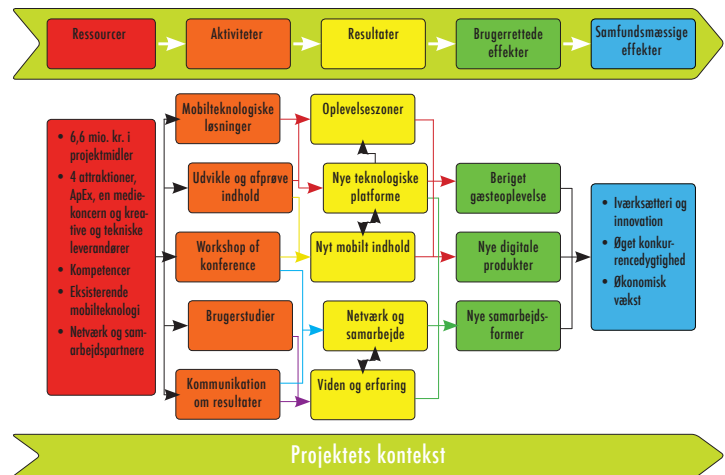 Ressourcer
Aktiviteter
Resultater
Brugerrettede
effekter
Samfundsmæssige
effekter
• 6,6 mio. kr. i
projektmidler
• 4 attraktioner,
ApEx, en medie-
koncern og krea-
tive og tekniske
leverandører
• Kompetencer
• Eksisterende
mobilteknologi
• Netværk og sam-
arbejdspartnere
Mobilteknologiske
løsninger
Udvikle og afprøve
indhold
Workshop of
konference
Brugerstudier
Kommunikation
om resultater
Oplevelseszoner
Nye teknologiske
platforme
Nyt mobilt indhold
Netværk og
samarbejde
Viden og erfaring
Beriget
gæsteoplevelse
Nye digitale
produkter
Nye samarbejds-
former
• Iværksætteri og
innovation
• Øget konkur-
rencedygtighed
• Økonomisk
vækst
Projektets kontekst